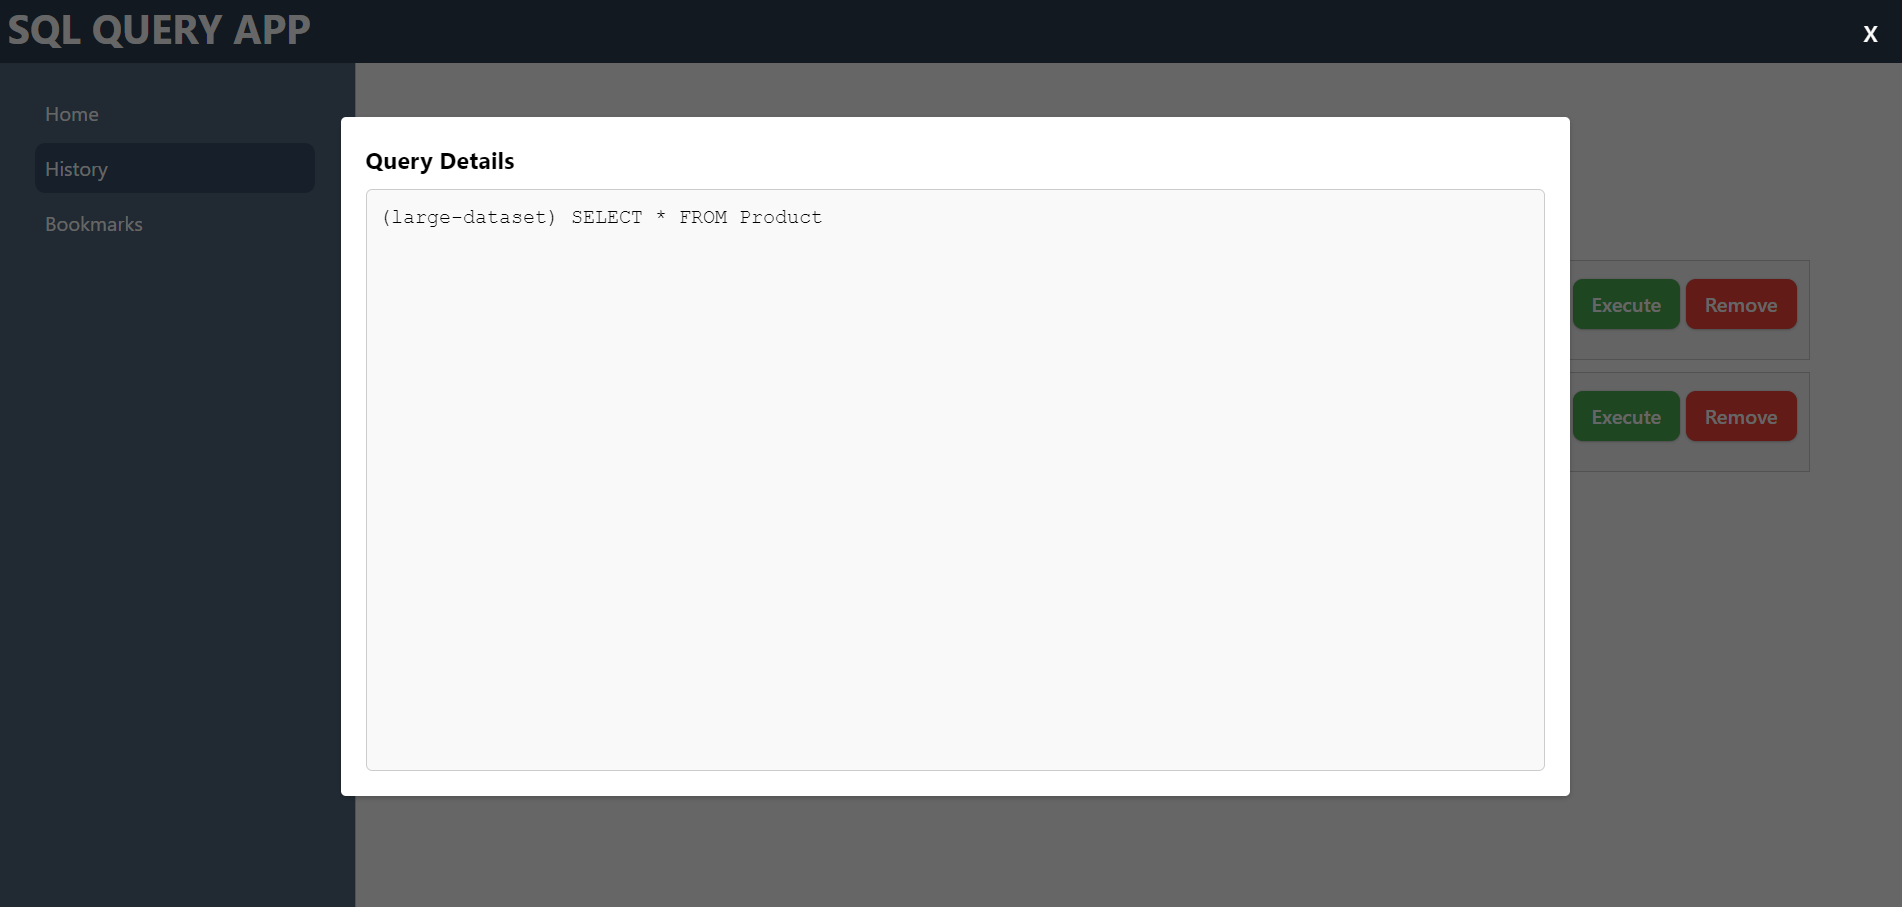 SQL QUERY APP
X
Home
History
Bookmarks
Query Details
(large-dataset) SELECT * FROM Product
Execute Remove
Execute Remove